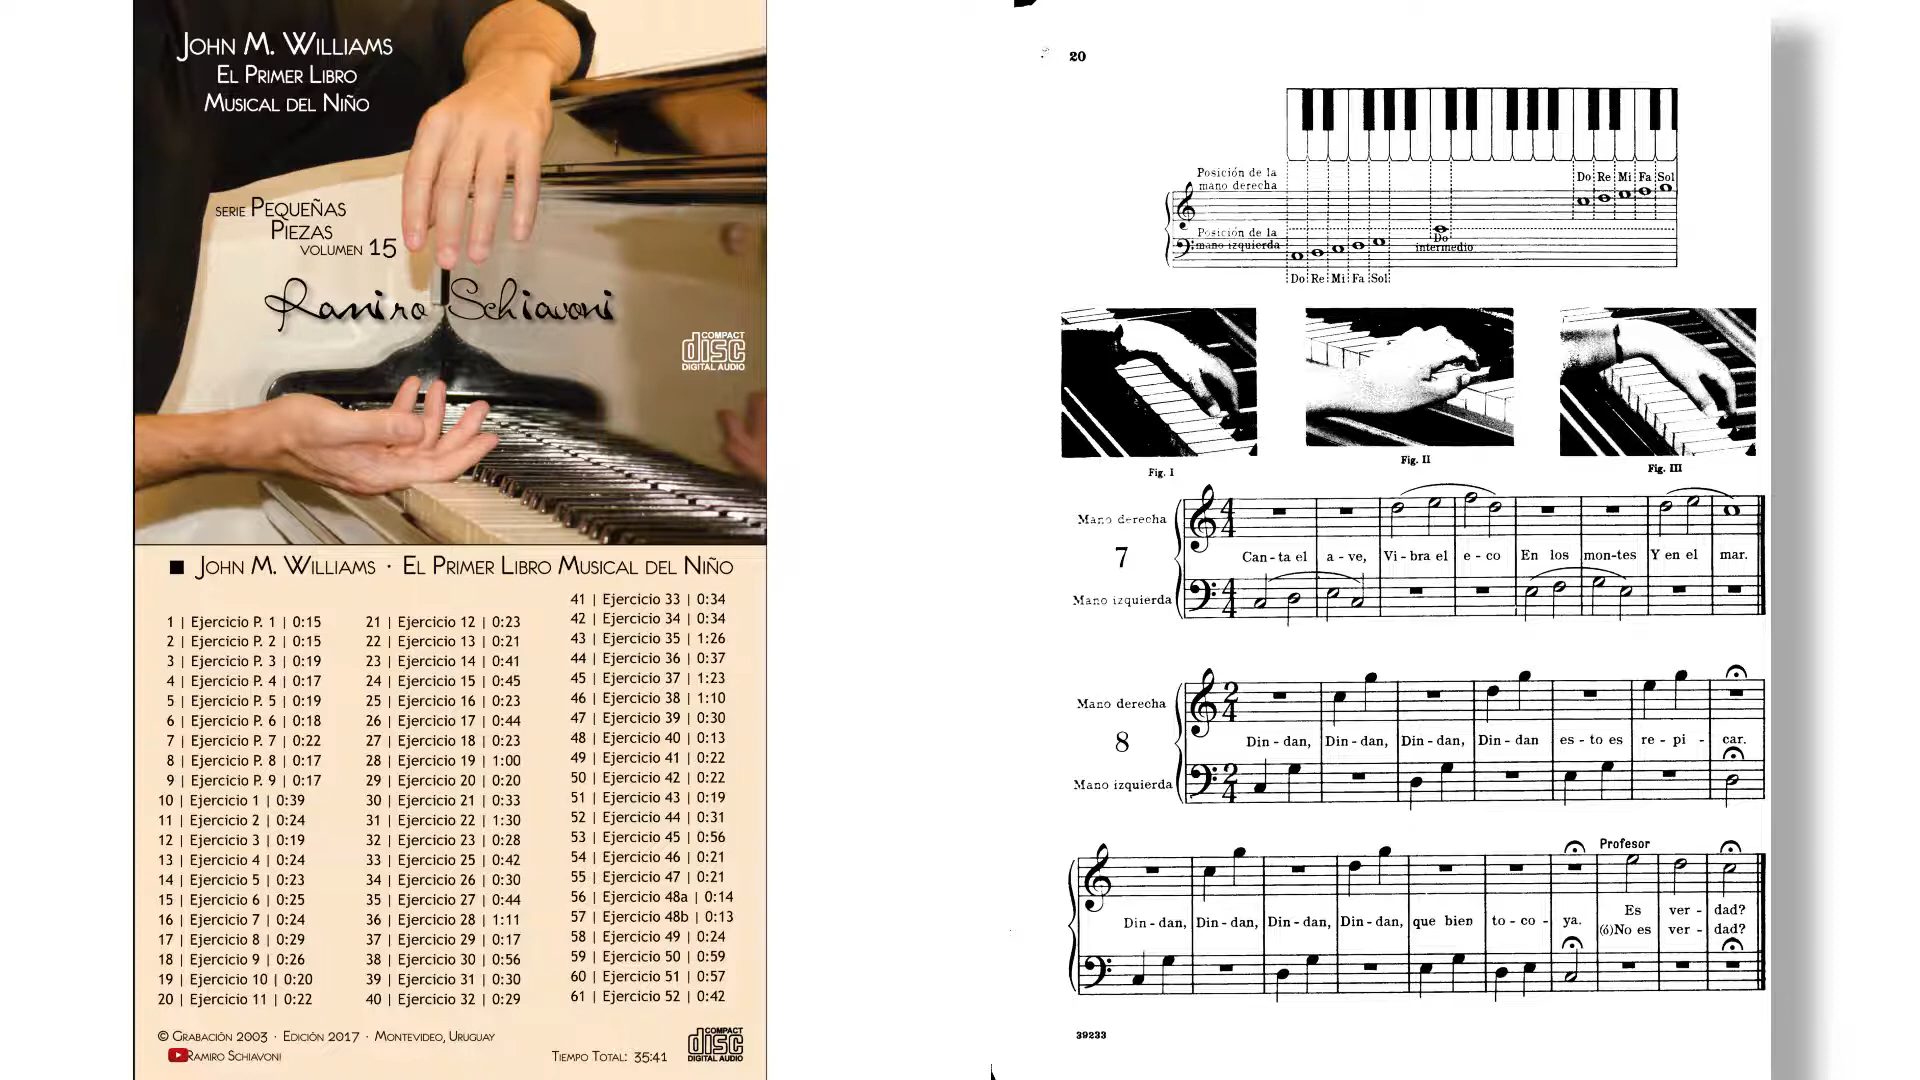 John M. Williams
El Primer Libro
Musical del Niño
serie Pequeñas
Piezas
volumen 15
Ramiro Schiavoni
COMPACT
disc
DIGITAL AUDIO
■ John M. Williams · El Primer Libro Musical del Niño
1 | Ejercicio P. 1 | 0:15
2 | Ejercicio P. 2 | 0:15
3 | Ejercicio P. 3 | 0:19
4 | Ejercicio P. 4 | 0:17
5 | Ejercicio P. 5 | 0:19
6 | Ejercicio P. 6 | 0:18
7 | Ejercicio P. 7 | 0:22
8 | Ejercicio P. 8 | 0:17
9 | Ejercicio P. 9 | 0:17
10 | Ejercicio 1 | 0:39
11 | Ejercicio 2 | 0:24
12 | Ejercicio 3 | 0:19
13 | Ejercicio 4 | 0:24
14 | Ejercicio 5 | 0:23
15 | Ejercicio 6 | 0:25
16 | Ejercicio 7 | 0:24
17 | Ejercicio 8 | 0:29
18 | Ejercicio 9 | 0:26
19 | Ejercicio 10 | 0:20
20 | Ejercicio 11 | 0:22
21 | Ejercicio 12 | 0:23
22 | Ejercicio 13 | 0:21
23 | Ejercicio 14 | 0:41
24 | Ejercicio 15 | 0:45
25 | Ejercicio 16 | 0:23
26 | Ejercicio 17 | 0:44
27 | Ejercicio 18 | 0:23
28 | Ejercicio 19 | 1:00
29 | Ejercicio 20 | 0:20
30 | Ejercicio 21 | 0:33
31 | Ejercicio 22 | 1:30
32 | Ejercicio 23 | 0:28
33 | Ejercicio 25 | 0:42
34 | Ejercicio 26 | 0:30
35 | Ejercicio 27 | 0:44
36 | Ejercicio 28 | 1:11
37 | Ejercicio 29 | 0:17
38 | Ejercicio 30 | 0:56
39 | Ejercicio 31 | 0:30
40 | Ejercicio 32 | 0:29
41 | Ejercicio 33 | 0:34
42 | Ejercicio 34 | 0:34
43 | Ejercicio 35 | 1:26
44 | Ejercicio 36 | 0:37
45 | Ejercicio 37 | 1:23
46 | Ejercicio 38 | 1:10
47 | Ejercicio 39 | 0:30
48 | Ejercicio 40 | 0:13
49 | Ejercicio 41 | 0:22
50 | Ejercicio 42 | 0:22
51 | Ejercicio 43 | 0:19
52 | Ejercicio 44 | 0:31
53 | Ejercicio 45 | 0:56
54 | Ejercicio 46 | 0:21
55 | Ejercicio 47 | 0:21
56 | Ejercicio 48a | 0:14
57 | Ejercicio 48b | 0:13
58 | Ejercicio 49 | 0:24
59 | Ejercicio 50 | 0:59
60 | Ejercicio 51 | 0:57
61 | Ejercicio 52 | 0:42
© Grabación 2003 · Edición 2017 · Montevideo, Uruguay
Ramiro Schiavoni
Tiempo Total: 35:41
COMPACT
disc
DIGITAL AUDIO
20
Posición de la
mano derecha
Do Re Mi Fa Sol
Posición de la
mano izquierda
Do
intermedio
Do Re Mi Fa Sol
Fig. I
Fig. II
Fig. III
Mano derecha
7
Can - ta el a - ve, Vi - bra el e - co En los mon-tes Y en el mar.
Mano izquierda
Mano derecha
8
Din - dan, Din - dan, Din - dan, Din - dan es - to es re - pi - car.
Mano izquierda
Profesor
Din - dan, Din - dan, Din - dan, Din - dan, que bien to - co - ya. Es ver - dad?
(ó)No es ver - dad?
39233